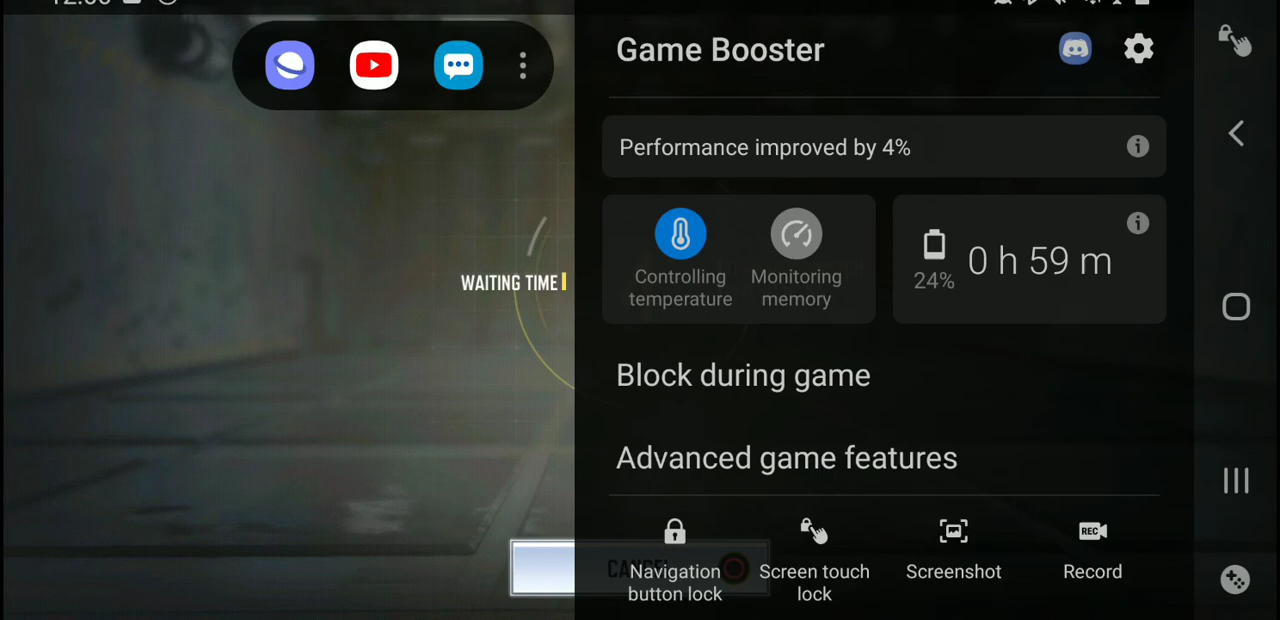 Game Booster
Performance improved by 4%
Controlling
temperature
Monitoring
memory
24%
0 h 59 m
WAITING TIME
Block during game
Advanced game features
REC
Navigation
button lock
Screen touch
lock
Screenshot
Record